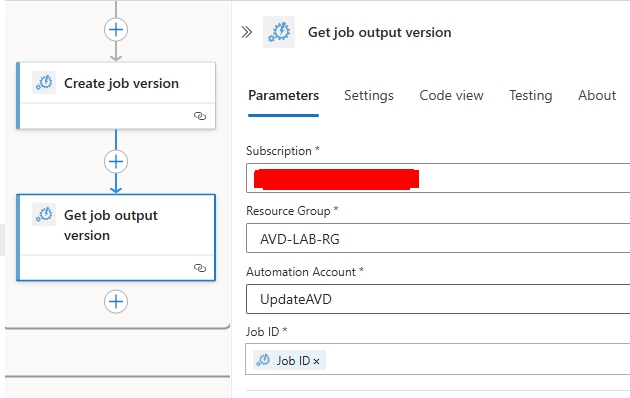 Create job version
Get job output
version
Get job output version
Parameters Settings Code view Testing About
Subscription *
Resource Group *
AVD-LAB-RG
Automation Account *
UpdateAVD
Job ID *
Job ID ×